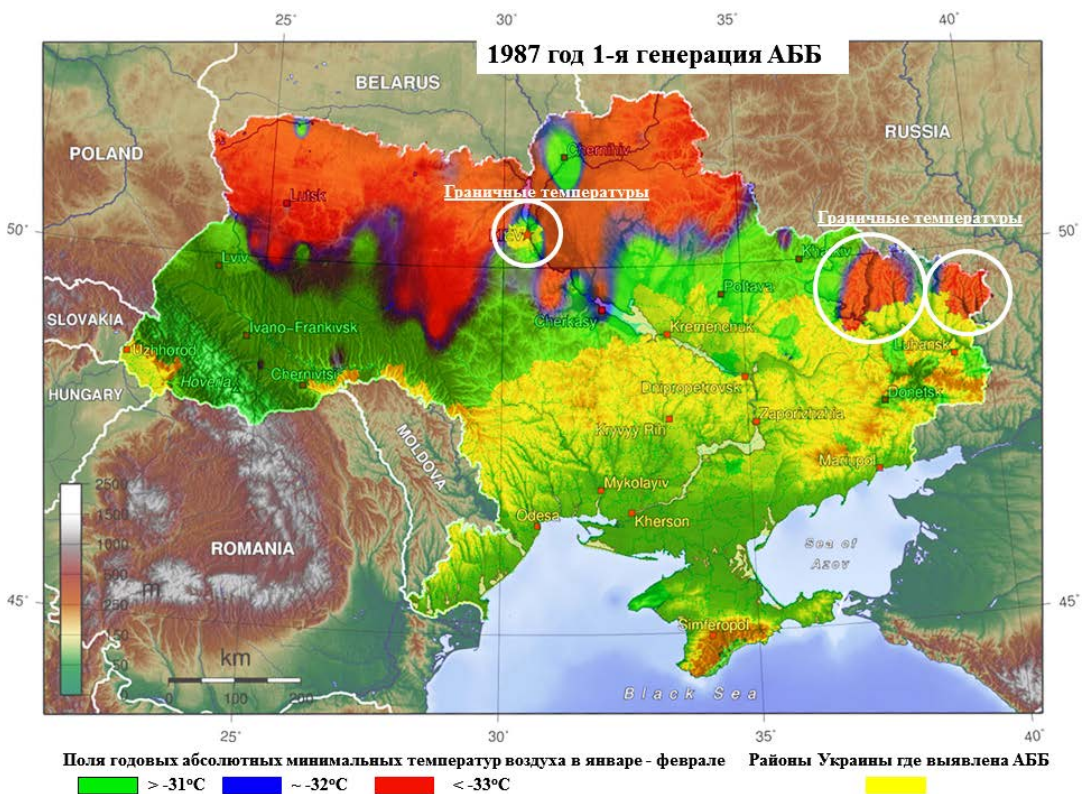 25° 30° 35° 40°
1987 год 1-я генерация АББ
BELARUS
RUSSIA
POLAND
Chernihiv
Граничные температуры
Lutsk
Граничные температуры
50° 50°
Kharkiv
Lviv
Poltava
SLOVAKIA
Cherkasy
Ivano-Frankivsk
Kremenchuk
Uzhhorod
Luhansk
Hoverla
Chernivtsi
Dnipropetrovsk
HUNGARY
Donetsk
Zaporizhzhia
Kryvyy Rih
MOLDOVA
Mariupol
2500
Mykolayiv
1500
Odesa
Kherson
1000
ROMANIA
500
Sea of
Azov
m
250
45° 45°
Simferopol
50
km
0 100 200
Black Sea
25° 30° 35° 40°
Поля годовых абсолютных минимальных температур воздуха в январе - феврале Районы Украины где выявлена АББ
> -31°C ~ -32°C < -33°C